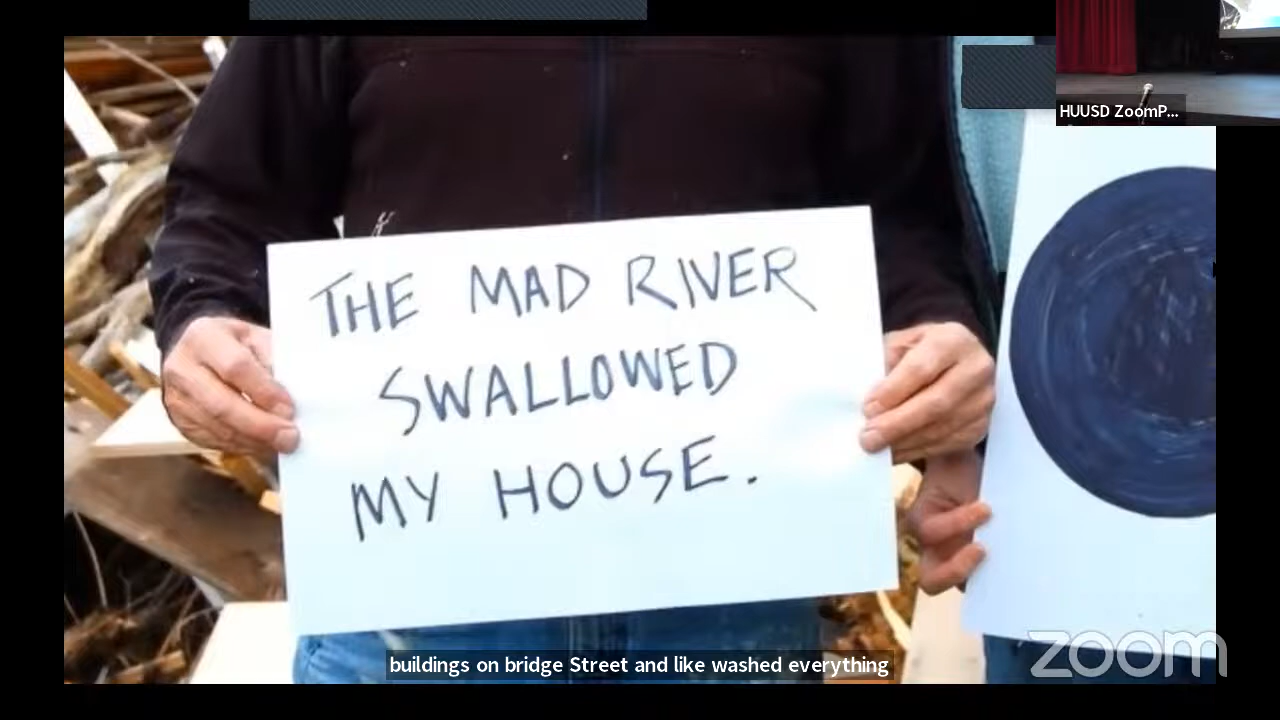 HUUSD ZoomP...
THE MAD RIVER
SWALLOWED
MY HOUSE.
buildings on bridge Street and like washed everything
zoom